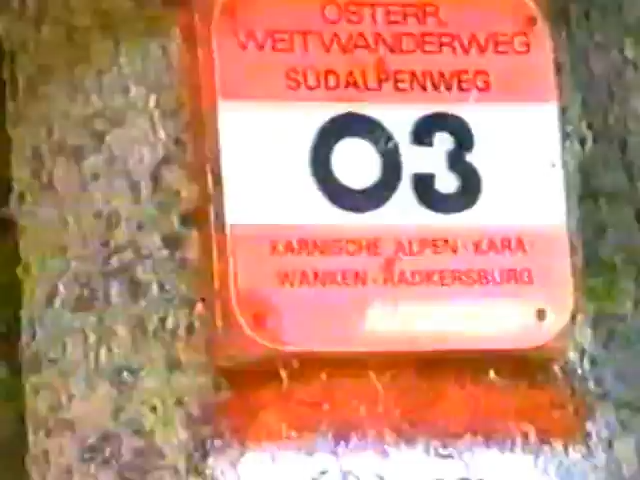 ÖSTERR.
WEITWANDERWEG
SÜDALPENWEG
03
KARNISCHE ALPEN · KARA
WANKEN · RADKERSBURG